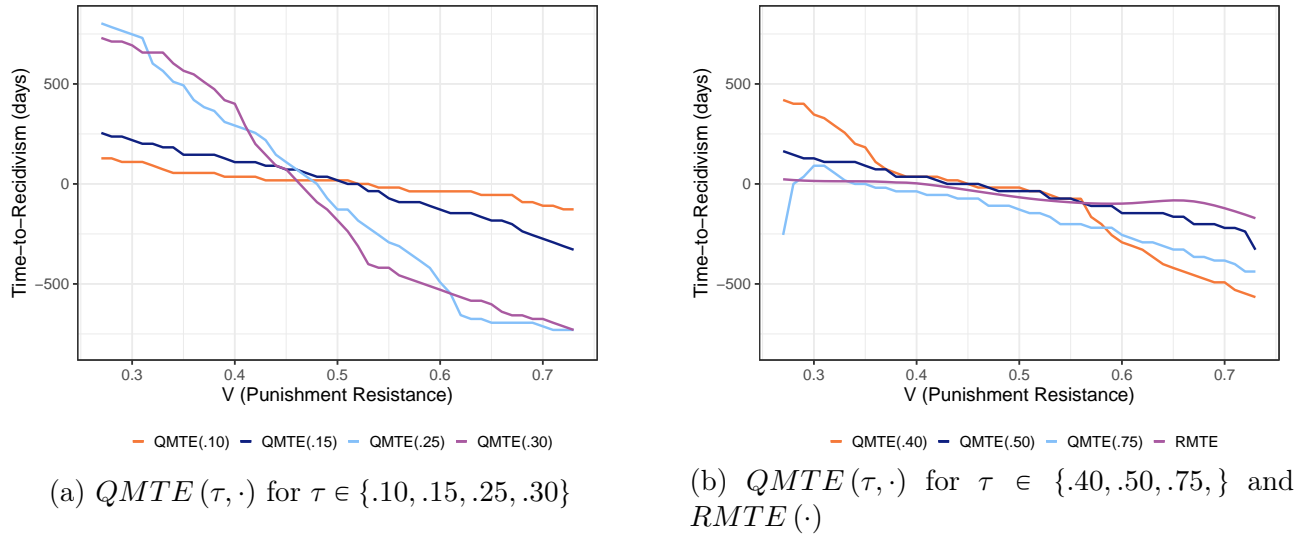 500
0
−500
Time−to−Recidivism (days)
0.3 0.4 0.5 0.6 0.7
V (Punishment Resistance)
QMTE(.10) QMTE(.15) QMTE(.25) QMTE(.30)
(a) QMTE (τ, ·) for τ ∈ {.10, .15, .25, .30}
500
0
−500
Time−to−Recidivism (days)
0.3 0.4 0.5 0.6 0.7
V (Punishment Resistance)
QMTE(.40) QMTE(.50) QMTE(.75) RMTE
(b) QMTE (τ, ·) for τ ∈ {.40, .50, .75, } and
RMTE (·)